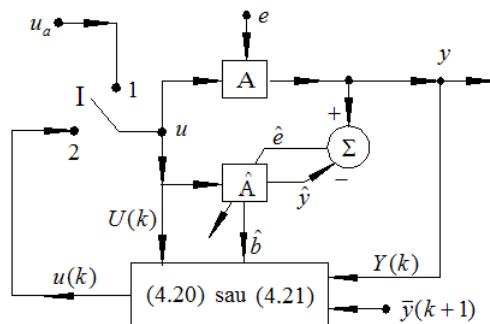 u_a
e
y
1
A
I
+
2
u
ê
Σ
−
Â
ŷ
U(k)
b̂
u(k)
Y(k)
(4.20) sau (4.21)
ȳ(k+1)